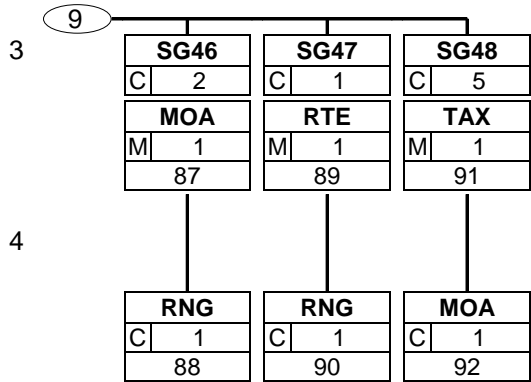 9
3
SG46 SG47 SG48
C 2 C 1 C 5
MOA RTE TAX
M 1 M 1 M 1
87 89 91
4
RNG RNG MOA
C 1 C 1 C 1
88 90 92